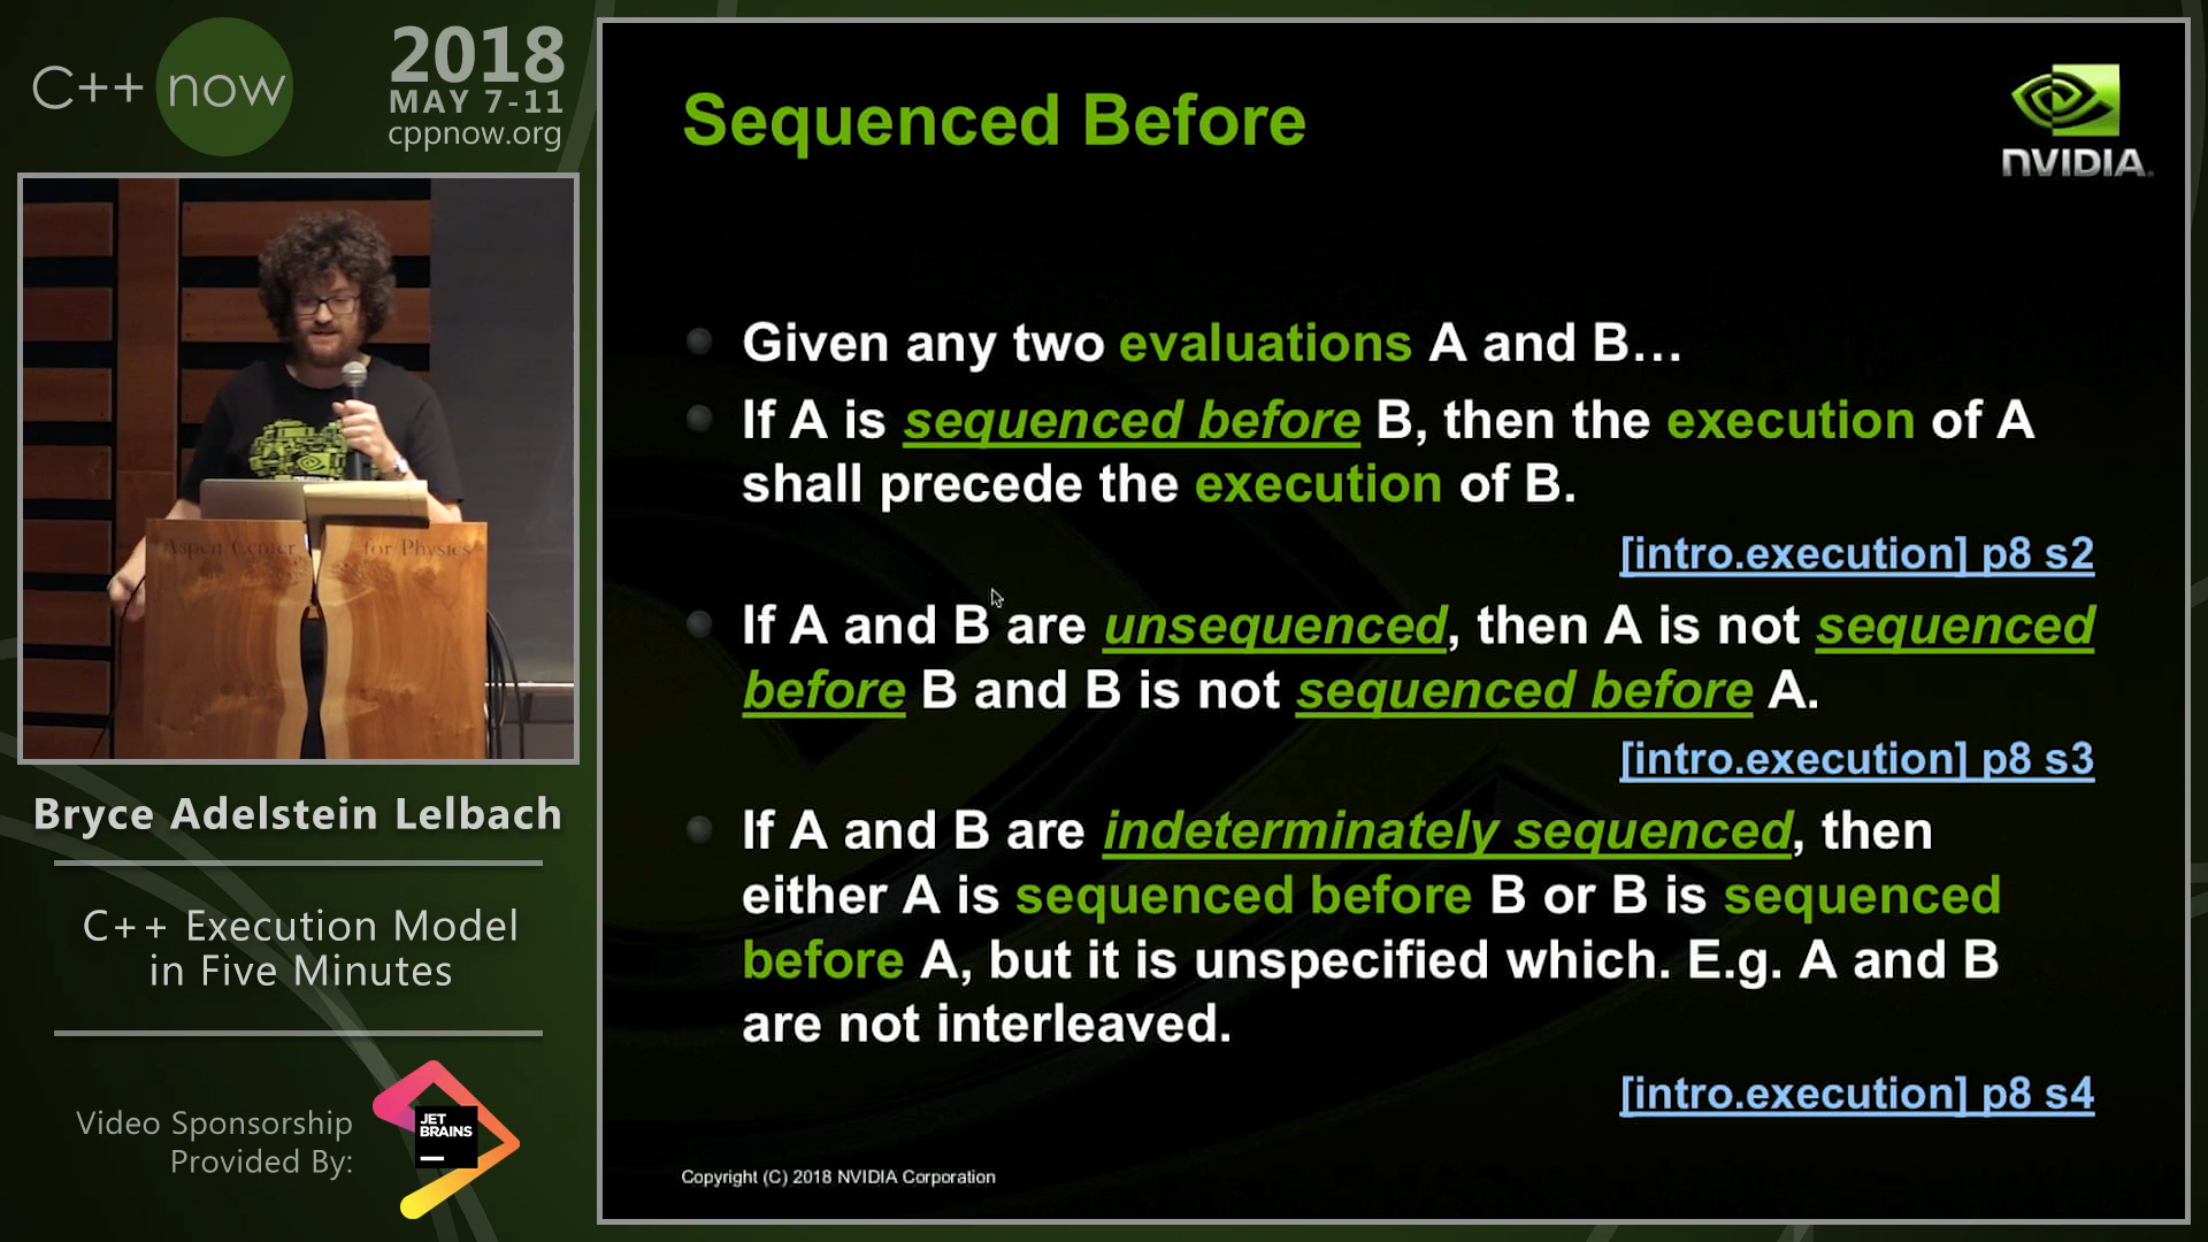 C++ now
2018
MAY 7-11
cppnow.org
Aspen Center for Physics
NVIDIA
Bryce Adelstein Lelbach
C++ Execution Model
in Five Minutes
Video Sponsorship
Provided By:
JET
BRAINS
Sequenced Before
NVIDIA.
Given any two evaluations A and B…
If A is sequenced before B, then the execution of A
shall precede the execution of B.
[intro.execution] p8 s2
If A and B are unsequenced, then A is not sequenced
before B and B is not sequenced before A.
[intro.execution] p8 s3
If A and B are indeterminately sequenced, then
either A is sequenced before B or B is sequenced
before A, but it is unspecified which. E.g. A and B
are not interleaved.
[intro.execution] p8 s4
Copyright (C) 2018 NVIDIA Corporation